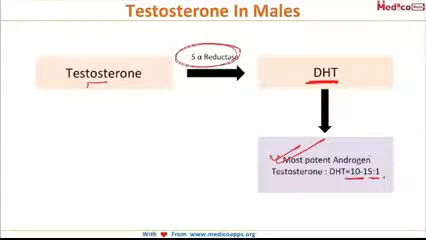 Testosterone In Males
Medico
Apps
5 α Reductase
Testosterone
DHT
Most potent Androgen
Testosterone : DHT=10-15:1
With ❤ From www.medicoapps.org